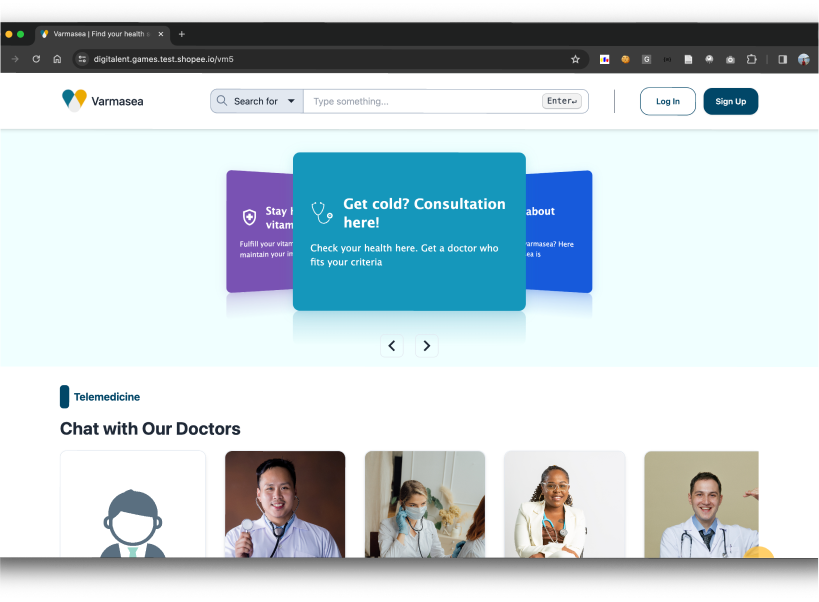 Varmasea | Find your health s
digitalent.games.test.shopee.io/vm5
Varmasea
Search for
Type something...
Enter↵
Log In
Sign Up
Stay
vitam
Fulfill your vitam
maintain your in
Get cold? Consultation
here!
Check your health here. Get a doctor who
fits your criteria
about
armasea? Here
ea is
Telemedicine
Chat with Our Doctors